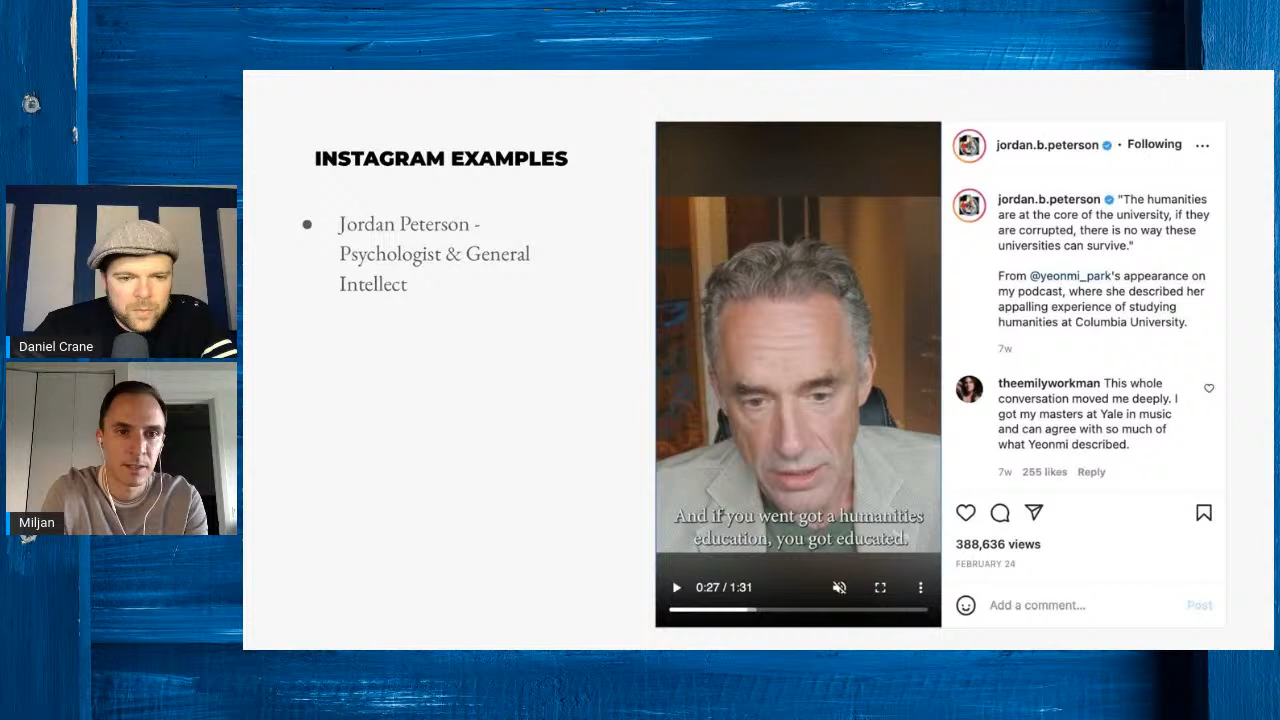 INSTAGRAM EXAMPLES
● Jordan Peterson -
Psychologist & General
Intellect
Daniel Crane
Miljan
And if you went got a humanities
education, you got educated.
0:27 / 1:31
jordan.b.peterson • Following
jordan.b.peterson "The humanities
are at the core of the university, if they
are corrupted, there is no way these
universities can survive."
From @yeonmi_park's appearance on
my podcast, where she described her
appalling experience of studying
humanities at Columbia University.
7w
theemilyworkman This whole
conversation moved me deeply. I
got my masters at Yale in music
and can agree with so much of
what Yeonmi described.
7w 255 likes Reply
388,636 views
FEBRUARY 24
Add a comment... Post